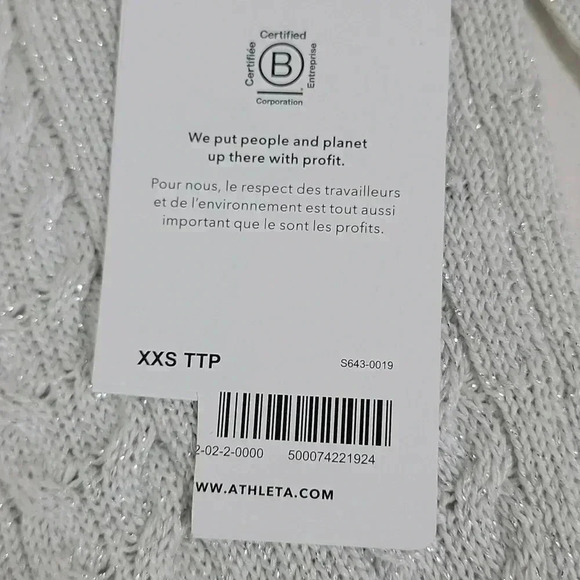 Certified
Certifiée
B
Entreprise
Corporation
We put people and planet
up there with profit.
Pour nous, le respect des travailleurs
et de l'environnement est tout aussi
important que le sont les profits.
XXS TTP
S643-0019
2-02-2-0000 500074221924
WW.ATHLETA.COM